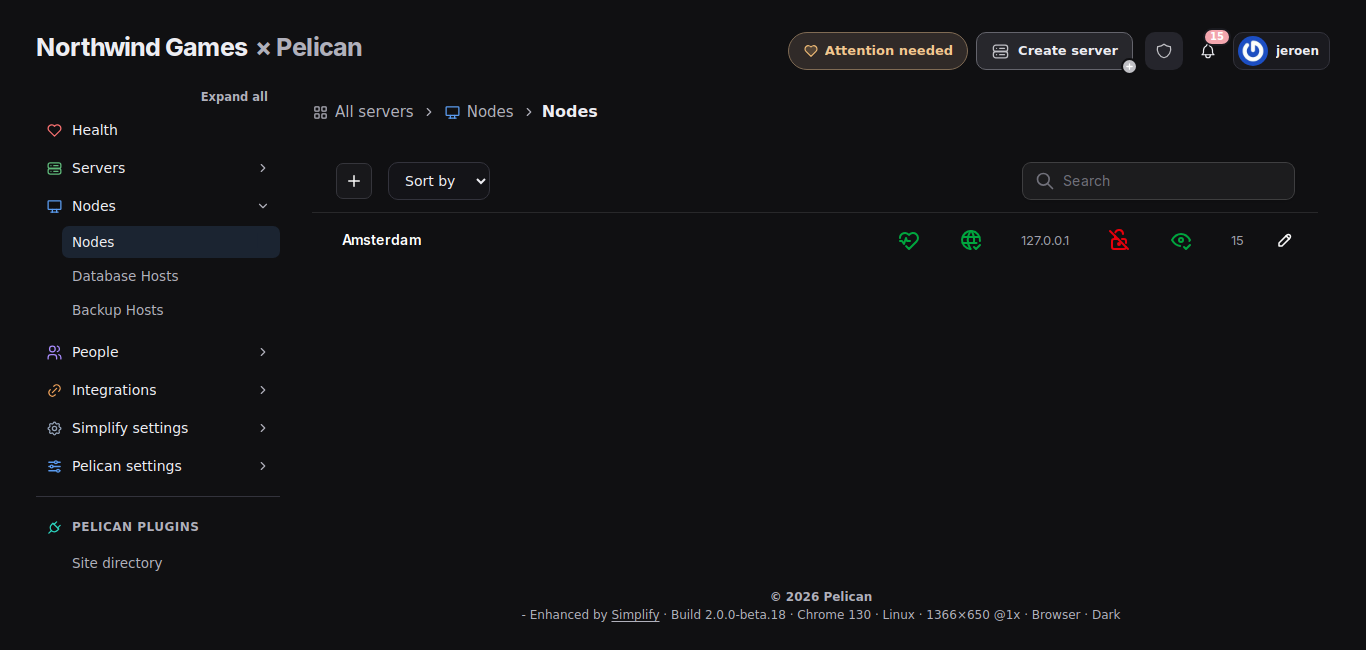 Northwind Games × Pelican
Attention needed
Create server
15
jeroen
Expand all
Health
Servers
Nodes
Nodes
Database Hosts
Backup Hosts
People
Integrations
Simplify settings
Pelican settings
PELICAN PLUGINS
Site directory
All servers > Nodes > Nodes
Sort by
Search
Amsterdam
127.0.0.1
15
© 2026 Pelican
- Enhanced by Simplify · Build 2.0.0-beta.18 · Chrome 130 · Linux · 1366×650 @1x · Browser · Dark